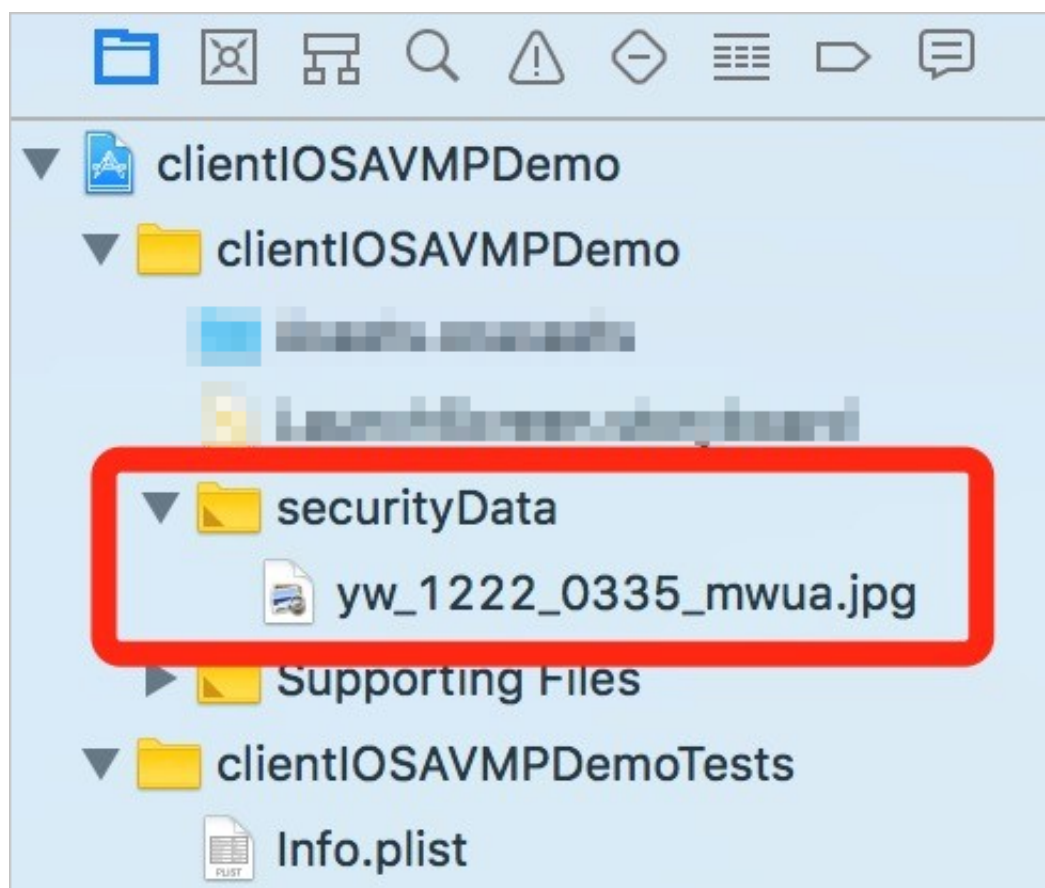 clientIOSAVMPDemo
clientIOSAVMPDemo
securityData
yw_1222_0335_mwua.jpg
Supporting Files
clientIOSAVMPDemoTests
PLIST
Info.plist